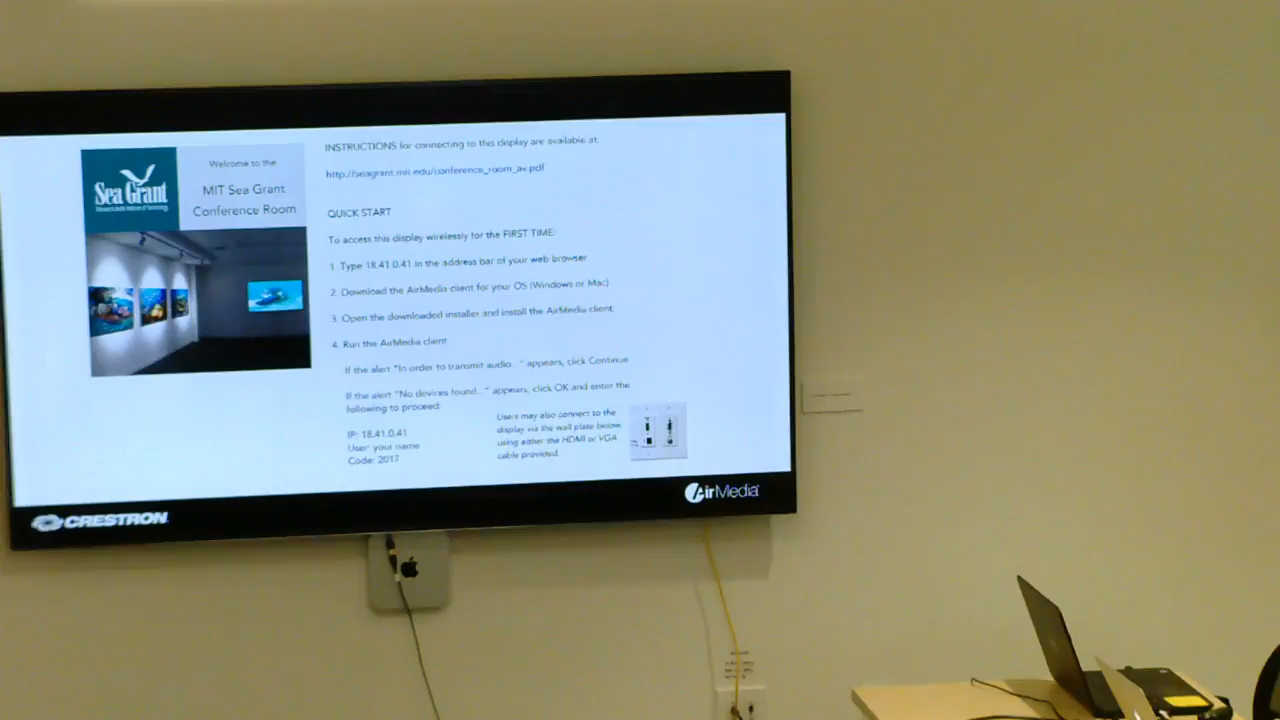 Sea Grant
Massachusetts Institute of Technology
Welcome to the
MIT Sea Grant
Conference Room
INSTRUCTIONS for connecting to this display are available at:
http://seagrant.mit.edu/conference_room_av.pdf
QUICK START
To access this display wirelessly for the FIRST TIME:
1. Type 18.41.0.41 in the address bar of your web browser
2. Download the AirMedia client for your OS (Windows or Mac)
3. Open the downloaded installer and install the AirMedia client
4. Run the AirMedia client
If the alert "In order to transmit audio..." appears, click Continue
If the alert "No devices found..." appears, click OK and enter the
following to proceed:
IP: 18.41.0.41
User: your name
Code: 2017
Users may also connect to the
display via the wall plate below
using either the HDMI or VGA
cable provided.
CRESTRON
AirMedia